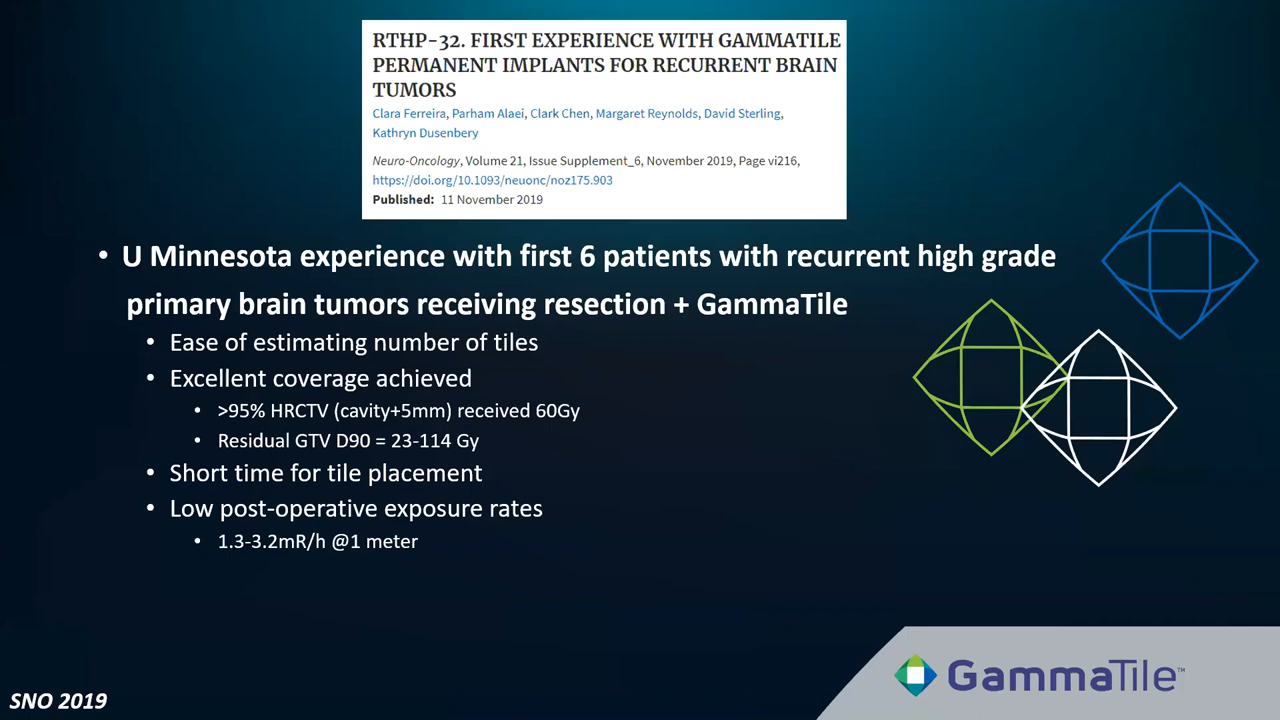 RTHP-32. FIRST EXPERIENCE WITH GAMMATILE
PERMANENT IMPLANTS FOR RECURRENT BRAIN
TUMORS
Clara Ferreira, Parham Alaei, Clark Chen, Margaret Reynolds, David Sterling,
Kathryn Dusenbery
Neuro-Oncology, Volume 21, Issue Supplement_6, November 2019, Page vi216,
https://doi.org/10.1093/neuonc/noz175.903
Published: 11 November 2019
• U Minnesota experience with first 6 patients with recurrent high grade
primary brain tumors receiving resection + GammaTile
• Ease of estimating number of tiles
• Excellent coverage achieved
• >95% HRCTV (cavity+5mm) received 60Gy
• Residual GTV D90 = 23-114 Gy
• Short time for tile placement
• Low post-operative exposure rates
• 1.3-3.2mR/h @1 meter
GammaTile™
SNO 2019